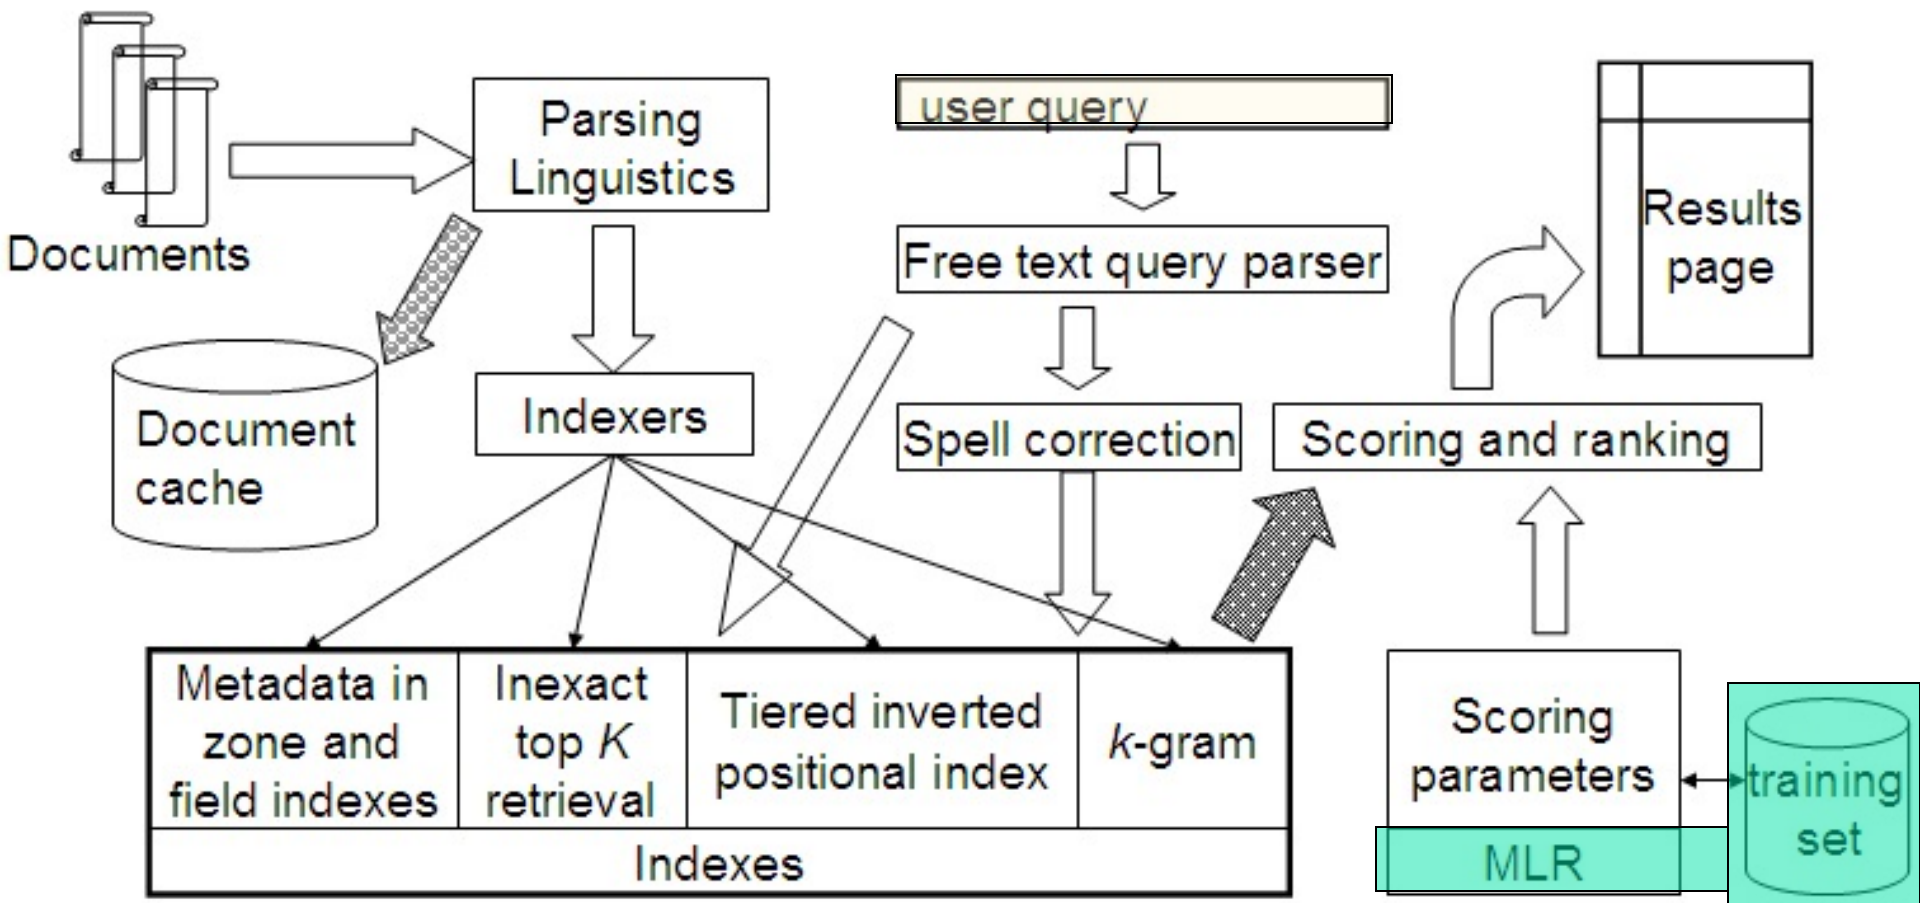 Documents
Parsing
Linguistics
Document
cache
Indexers
user query
Free text query parser
Spell correction
Scoring and ranking
Results
page
Metadata in
zone and
field indexes
Inexact
top K
retrieval
Tiered inverted
positional index
k-gram
Indexes
Scoring
parameters
MLR
training
set